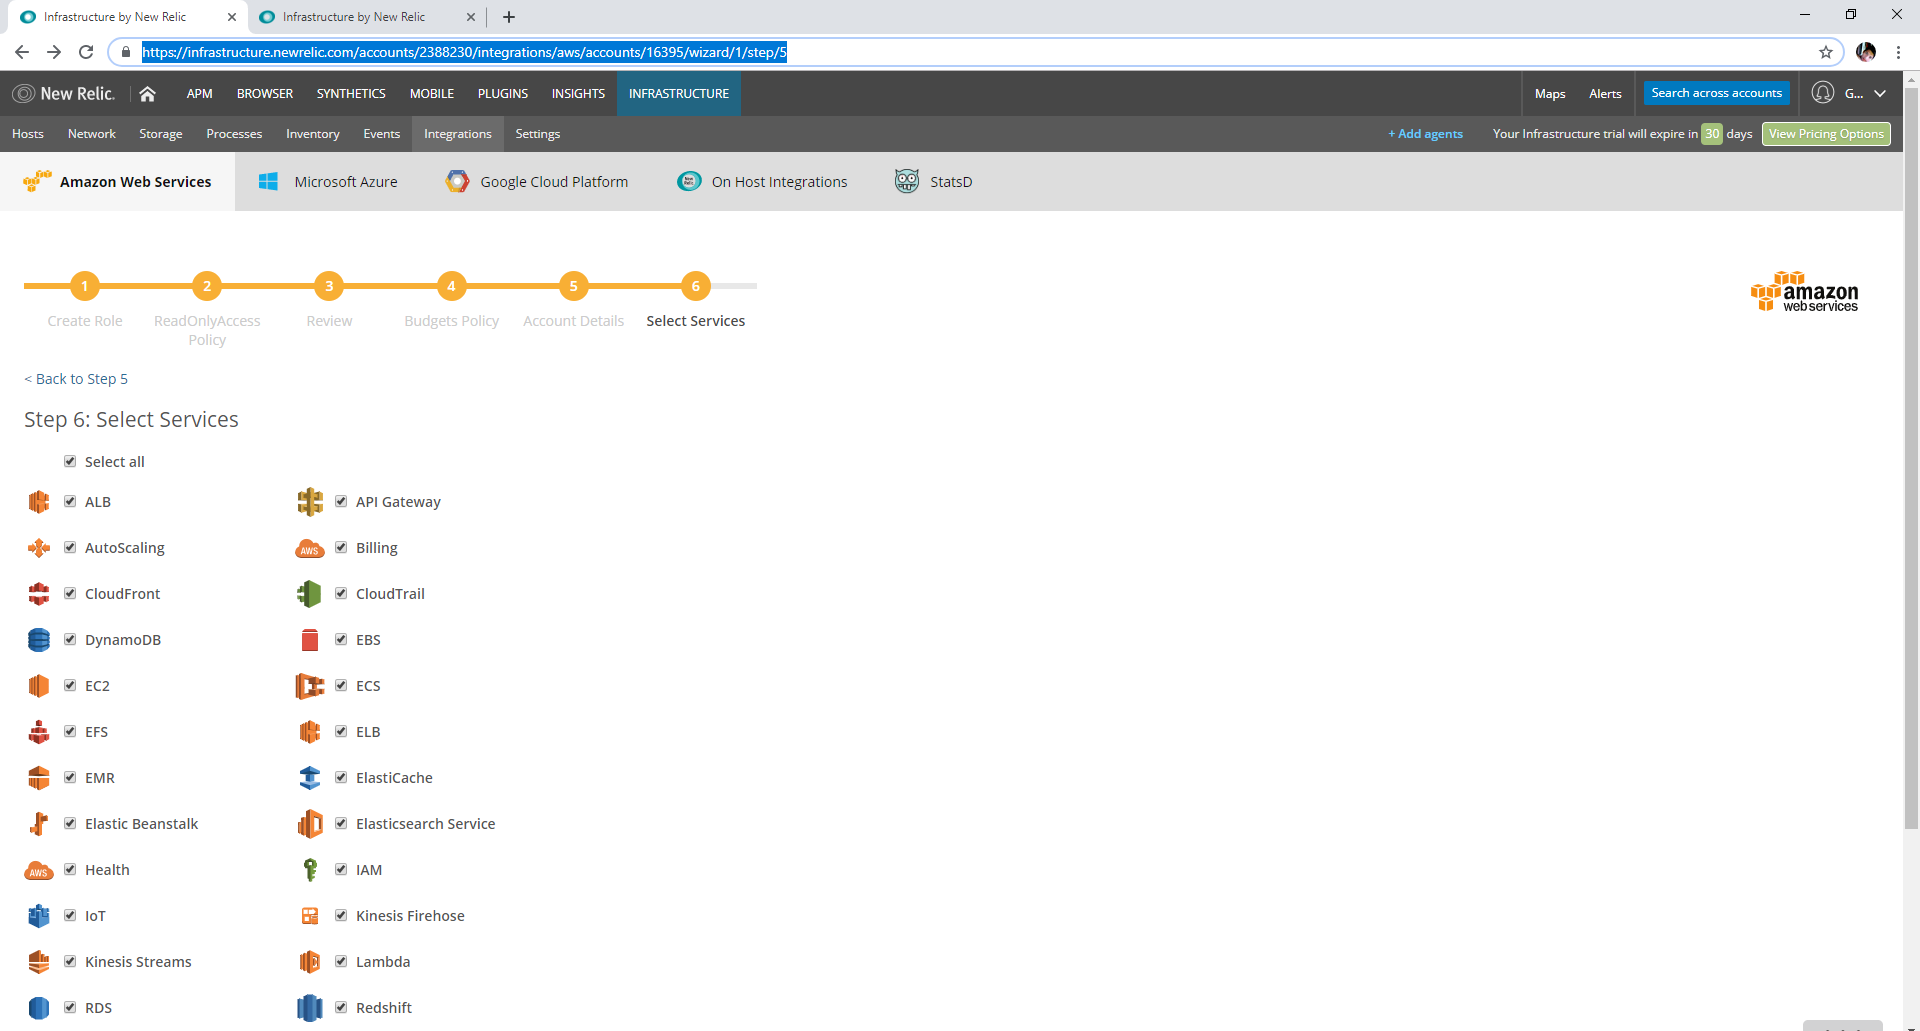 Infrastructure by New Relic
Infrastructure by New Relic
https://infrastructure.newrelic.com/accounts/2388230/integrations/aws/accounts/16395/wizard/1/step/5
New Relic. APM BROWSER SYNTHETICS MOBILE PLUGINS INSIGHTS INFRASTRUCTURE Maps Alerts Search across accounts G...
Hosts Network Storage Processes Inventory Events Integrations Settings + Add agents Your Infrastructure trial will expire in 30 days View Pricing Options
Amazon Web Services Microsoft Azure Google Cloud Platform On Host Integrations StatsD
1 2 3 4 5 6
Create Role ReadOnlyAccess Review Budgets Policy Account Details Select Services
Policy
amazon
web services
< Back to Step 5
Step 6: Select Services
Select all
ALB API Gateway
AutoScaling AWS Billing
CloudFront CloudTrail
DynamoDB EBS
EC2 ECS
EFS ELB
EMR ElastiCache
Elastic Beanstalk Elasticsearch Service
AWS Health IAM
IoT Kinesis Firehose
Kinesis Streams Lambda
RDS Redshift